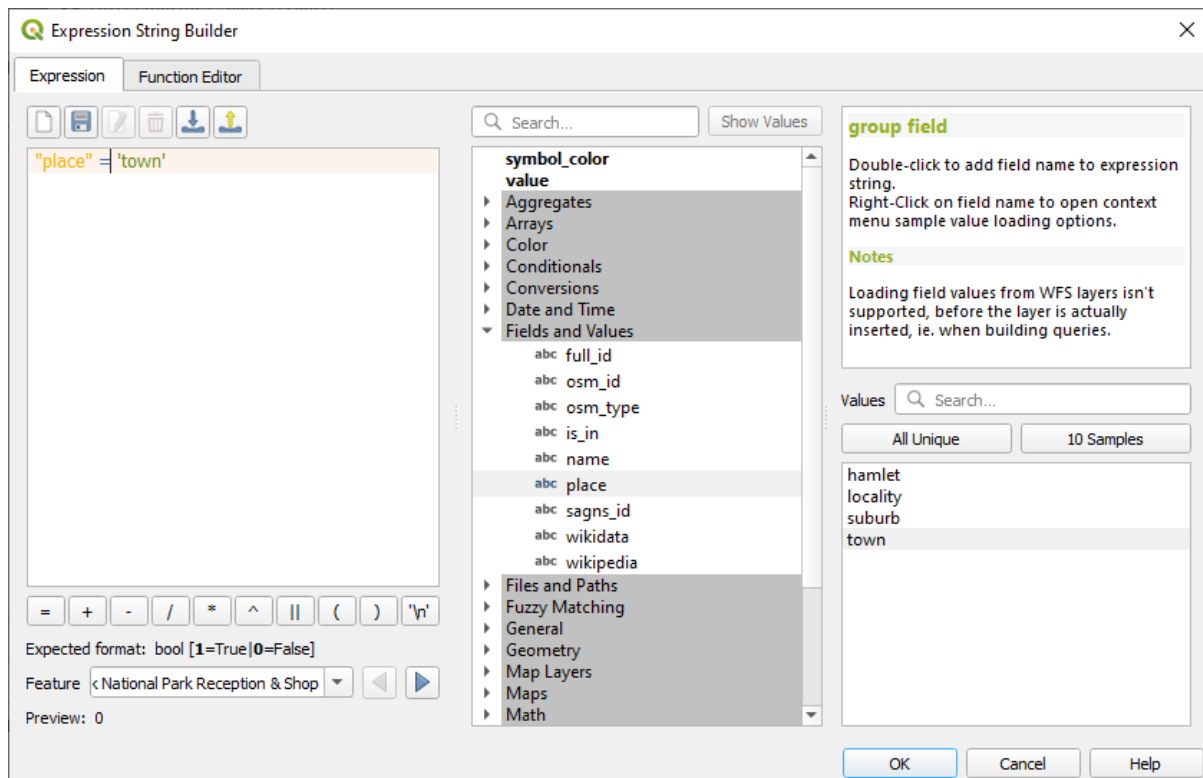 Expression String Builder
Expression
Function Editor
"place" = 'town'
Search...
Show Values
symbol_color
value
Aggregates
Arrays
Color
Conditionals
Conversions
Date and Time
Fields and Values
abc full_id
abc osm_id
abc osm_type
abc is_in
abc name
abc place
abc sagns_id
abc wikidata
abc wikipedia
Files and Paths
Fuzzy Matching
General
Geometry
Map Layers
Maps
Math
= + - / * ^ || ( ) '\n'
Expected format: bool [1=True|0=False]
Feature National Park Reception & Shop
Preview: 0
group field
Double-click to add field name to expression
string.
Right-Click on field name to open context
menu sample value loading options.
Notes
Loading field values from WFS layers isn't
supported, before the layer is actually
inserted, ie. when building queries.
Values Search...
All Unique
10 Samples
hamlet
locality
suburb
town
OK
Cancel
Help